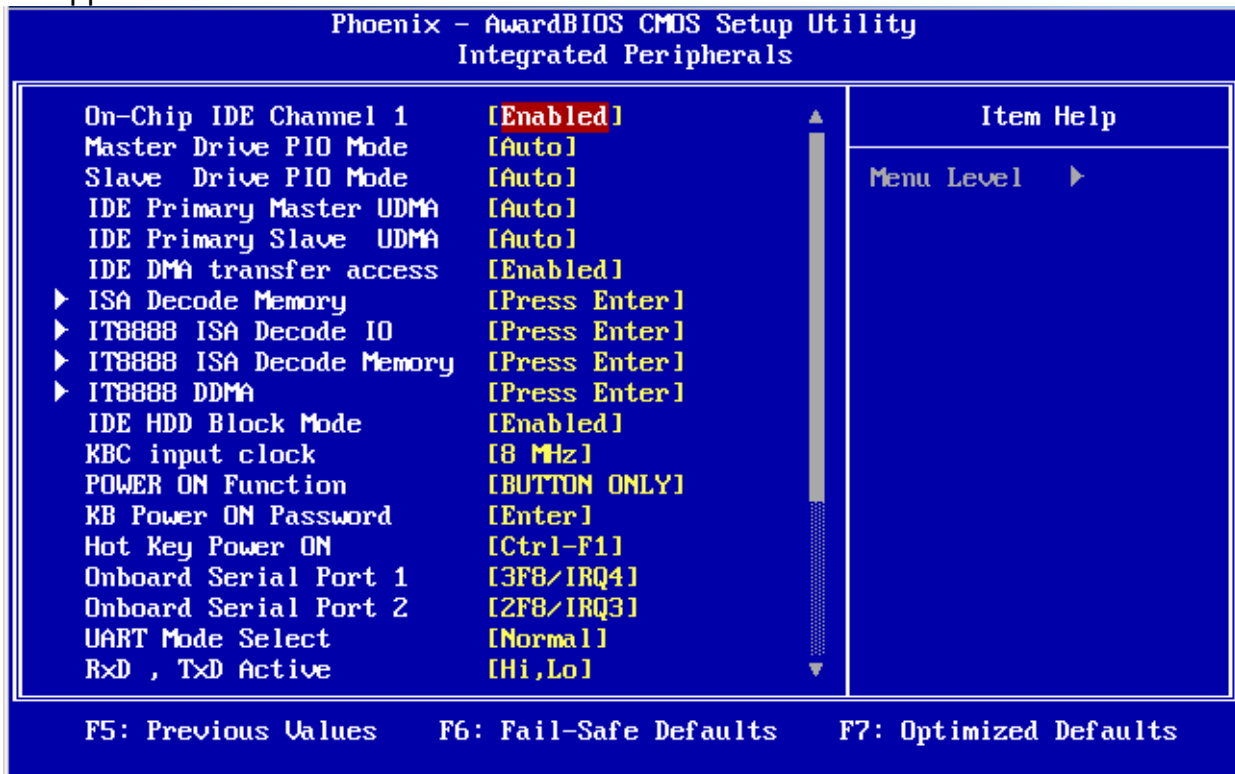 Phoenix - AwardBIOS CMOS Setup Utility
Integrated Peripherals
On-Chip IDE Channel 1 [Enabled]
Master Drive PIO Mode [Auto]
Slave Drive PIO Mode [Auto]
IDE Primary Master UDMA [Auto]
IDE Primary Slave UDMA [Auto]
IDE DMA transfer access [Enabled]
ISA Decode Memory [Press Enter]
IT8888 ISA Decode IO [Press Enter]
IT8888 ISA Decode Memory [Press Enter]
IT8888 DDMA [Press Enter]
IDE HDD Block Mode [Enabled]
KBC input clock [8 MHz]
POWER ON Function [BUTTON ONLY]
KB Power ON Password [Enter]
Hot Key Power ON [Ctrl-F1]
Onboard Serial Port 1 [3F8/IRQ4]
Onboard Serial Port 2 [2F8/IRQ3]
UART Mode Select [Normal]
RxD , TxD Active [Hi,Lo]
Item Help
Menu Level
F5: Previous Values F6: Fail-Safe Defaults F7: Optimized Defaults